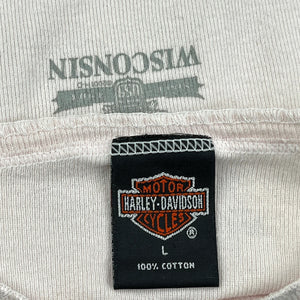 WISCONSIN
MOTOR
HARLEY-DAVIDSON
CYCLES
®
L
100% COTTON